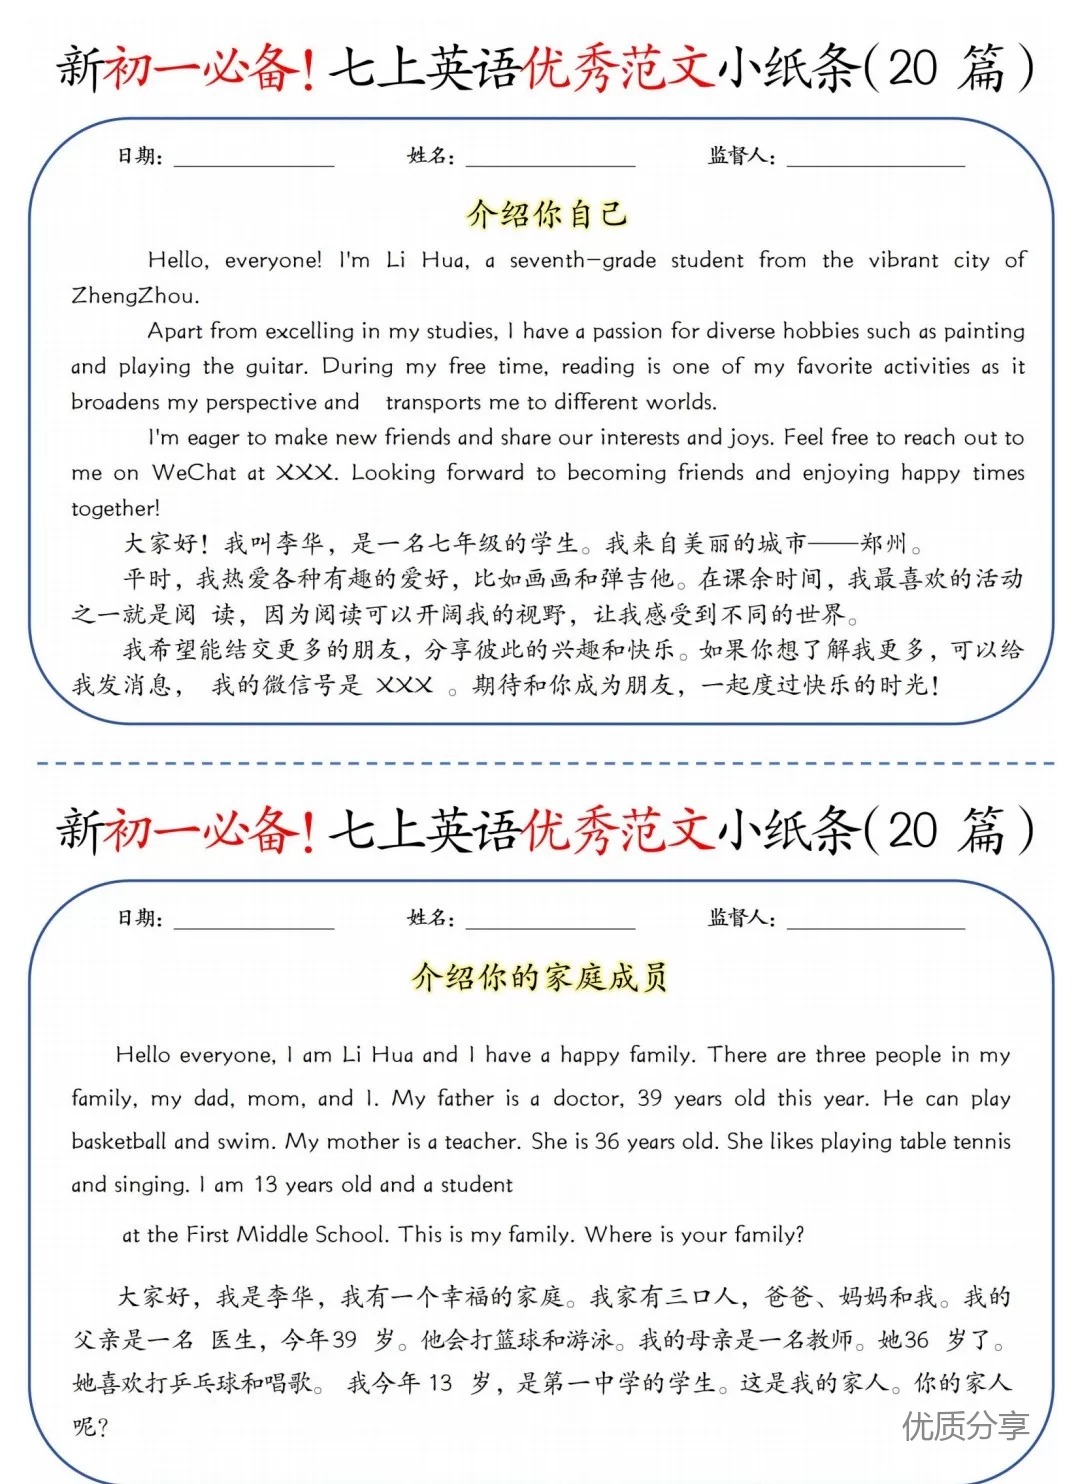 新初一必备！七上英语优秀范文小纸条（20 篇）
日期：____________ 姓名：____________ 监督人：____________
介绍你自己
Hello, everyone! I'm Li Hua, a seventh-grade student from the vibrant city of
ZhengZhou.
Apart from excelling in my studies, I have a passion for diverse hobbies such as painting
and playing the guitar. During my free time, reading is one of my favorite activities as it
broadens my perspective and transports me to different worlds.
I'm eager to make new friends and share our interests and joys. Feel free to reach out to
me on WeChat at XXX. Looking forward to becoming friends and enjoying happy times
together!
大家好！我叫李华，是一名七年级的学生。我来自美丽的城市——郑州。
平时，我热爱各种有趣的爱好，比如画画和弹吉他。在课余时间，我最喜欢的活动
之一就是阅 读，因为阅读可以开阔我的视野，让我感受到不同的世界。
我希望能结交更多的朋友，分享彼此的兴趣和快乐。如果你想了解我更多，可以给
我发消息， 我的微信号是 XXX 。期待和你成为朋友，一起度过快乐的时光！
新初一必备！七上英语优秀范文小纸条（20 篇）
日期：____________ 姓名：____________ 监督人：____________
介绍你的家庭成员
Hello everyone, I am Li Hua and I have a happy family. There are three people in my
family, my dad, mom, and I. My father is a doctor, 39 years old this year. He can play
basketball and swim. My mother is a teacher. She is 36 years old. She likes playing table tennis
and singing. I am 13 years old and a student
at the First Middle School. This is my family. Where is your family?
大家好，我是李华，我有一个幸福的家庭。我家有三口人，爸爸、妈妈和我。我的
父亲是一名 医生，今年39 岁。他会打篮球和游泳。我的母亲是一名教师。她36 岁了。
她喜欢打乒乓球和唱歌。 我今年 13 岁，是第一中学的学生。这是我的家人。你的家人
呢？
优质分享